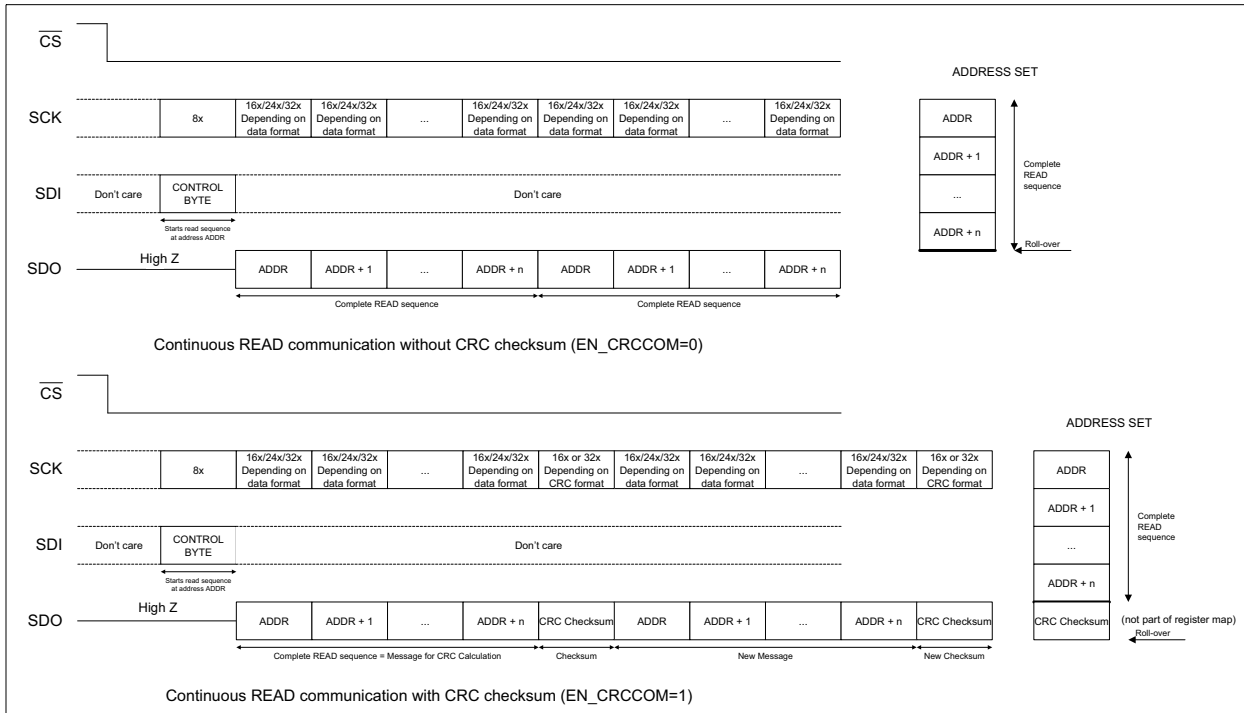 CS
ADDRESS SET
SCK
8x
16x/24x/32x
Depending on
data format
16x/24x/32x
Depending on
data format
...
16x/24x/32x
Depending on
data format
16x/24x/32x
Depending on
data format
16x/24x/32x
Depending on
data format
...
16x/24x/32x
Depending on
data format
ADDR
ADDR + 1
...
ADDR + n
Complete
READ
sequence
Roll-over
SDI
Don't care
CONTROL
BYTE
Don't care
Starts read sequence
at address ADDR
SDO
High Z
ADDR
ADDR + 1
...
ADDR + n
ADDR
ADDR + 1
...
ADDR + n
Complete READ sequence
Complete READ sequence
Continuous READ communication without CRC checksum (EN_CRCCOM=0)
CS
ADDRESS SET
SCK
8x
16x/24x/32x
Depending on
data format
16x/24x/32x
Depending on
data format
...
16x/24x/32x
Depending on
data format
16x or 32x
Depending on
CRC format
16x/24x/32x
Depending on
data format
16x/24x/32x
Depending on
data format
...
16x/24x/32x
Depending on
data format
16x or 32x
Depending on
CRC format
ADDR
ADDR + 1
...
ADDR + n
CRC Checksum
Complete
READ
sequence
(not part of register map)
Roll-over
SDI
Don't care
CONTROL
BYTE
Don't care
Starts read sequence
at address ADDR
SDO
High Z
ADDR
ADDR + 1
...
ADDR + n
CRC Checksum
ADDR
ADDR + 1
...
ADDR + n
CRC Checksum
Complete READ sequence = Message for CRC Calculation
Checksum
New Message
New Checksum
Continuous READ communication with CRC checksum (EN_CRCCOM=1)